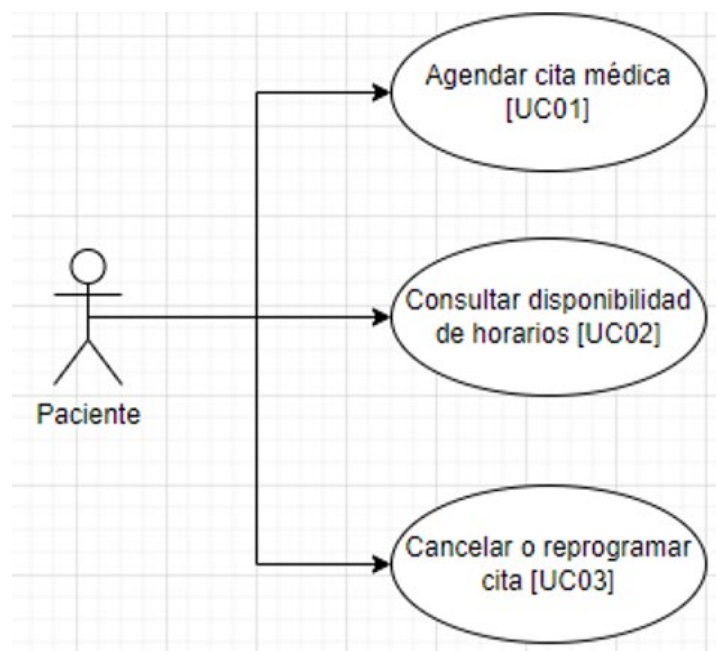 Agendar cita médica
[UC01]
Consultar disponibilidad
de horarios [UC02]
Paciente
Cancelar o reprogramar
cita [UC03]